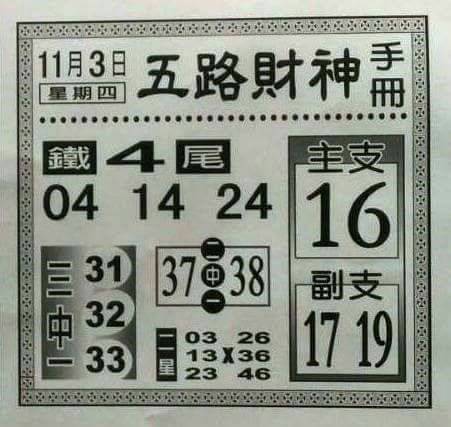 11月3日
星期四
五路財神
手冊
鐵4尾
04 14 24
主支
16
三中一
31
32
33
37 二中一 38
副支
17 19
二星
03 26
13 X 36
23 46